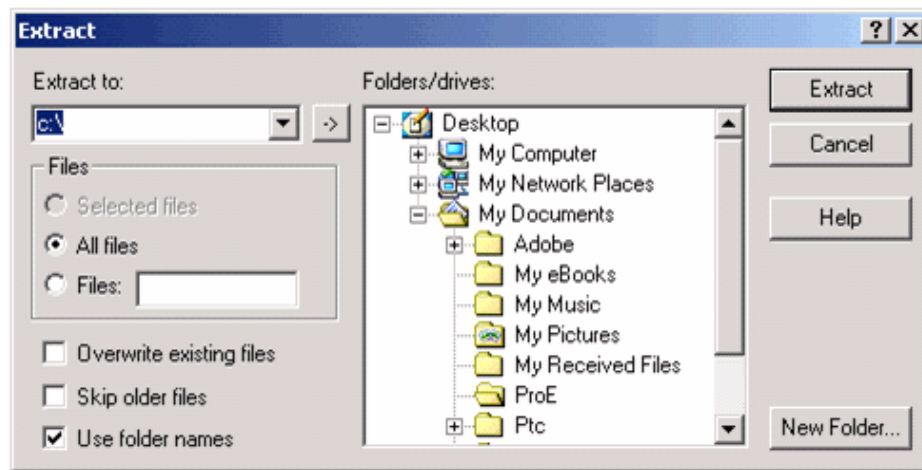 Extract
Extract to:
c:\
->
Files
Selected files
All files
Files:
Overwrite existing files
Skip older files
Use folder names
Folders/drives:
Desktop
My Computer
My Network Places
My Documents
Adobe
My eBooks
My Music
My Pictures
My Received Files
ProE
Ptc
Extract
Cancel
Help
New Folder...